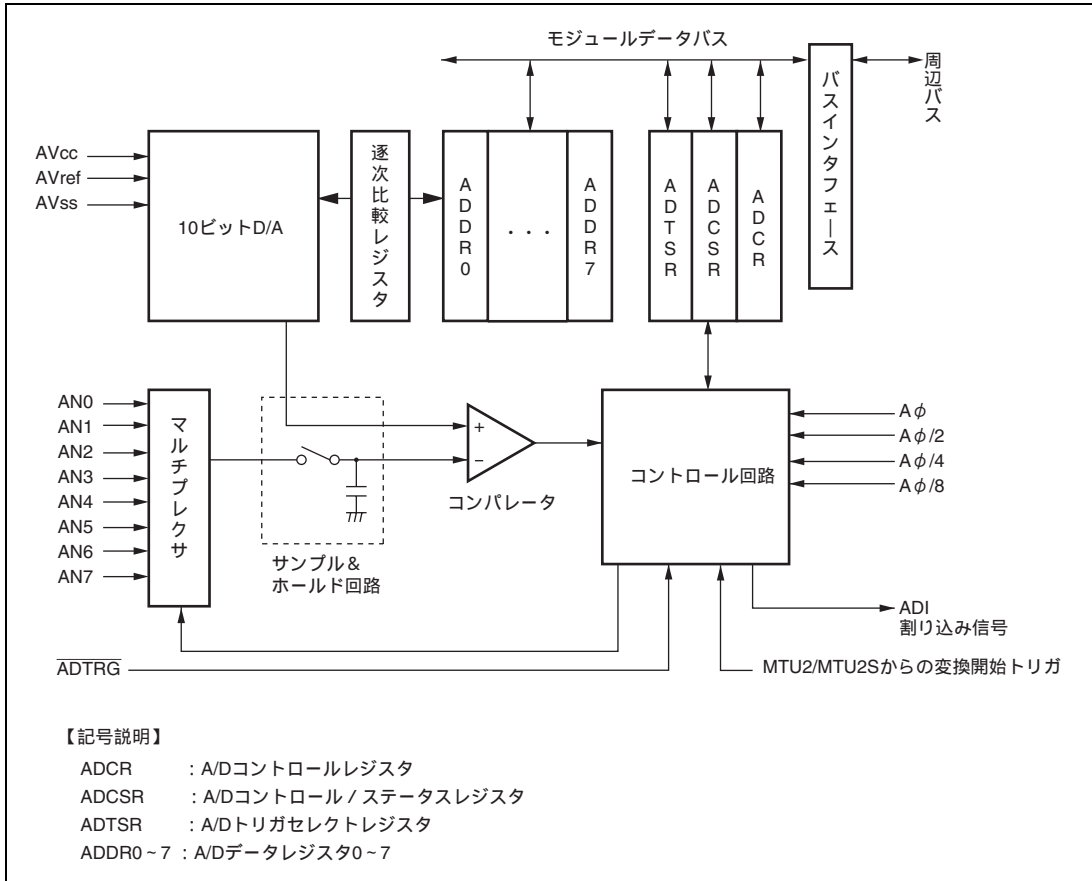 モジュールデータバス
バスインタフェース
周辺バス
AVcc
AVref
AVss
10ビットD/A
逐次比較レジスタ
ADDR0
・・・
ADDR7
ADTSR
ADCSR
ADCR
AN0
AN1
AN2
AN3
AN4
AN5
AN6
AN7
マルチプレクサ
サンプル&
ホールド回路
+
−
コンパレータ
コントロール回路
Aφ
Aφ/2
Aφ/4
Aφ/8
ADI
割り込み信号
ADTRG
MTU2/MTU2Sからの変換開始トリガ
【記号説明】
ADCR : A/Dコントロールレジスタ
ADCSR : A/Dコントロール / ステータスレジスタ
ADTSR : A/Dトリガセレクトレジスタ
ADDR0~7 : A/Dデータレジスタ0~7